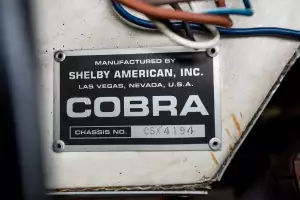 MANUFACTURED BY
SHELBY AMERICAN, INC.
LAS VEGAS, NEVADA, U.S.A.
COBRA
CHASSIS NO. CSX4194